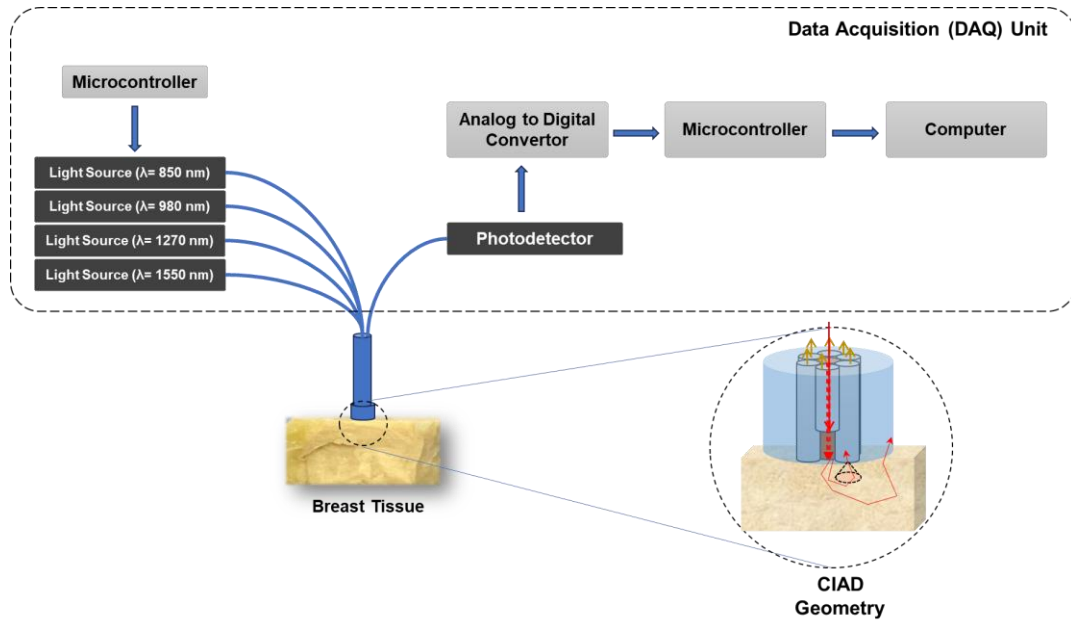 Data Acquisition (DAQ) Unit
Microcontroller
Light Source (λ= 850 nm)
Light Source (λ= 980 nm)
Light Source (λ= 1270 nm)
Light Source (λ= 1550 nm)
Analog to Digital
Convertor
Microcontroller
Computer
Photodetector
Breast Tissue
CIAD
Geometry